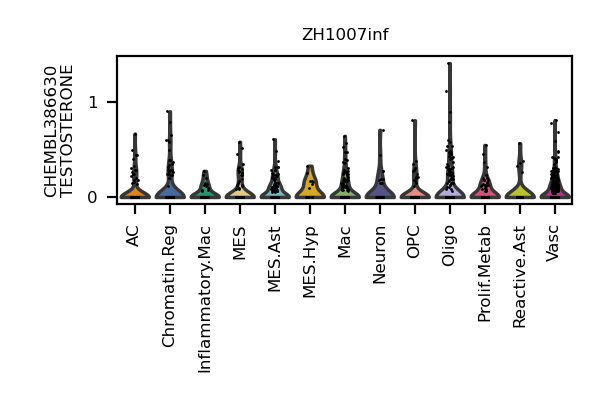 ZH1007inf
CHEMBL386630
TESTOSTERONE
1
0
AC
Chromatin.Reg
Inflammatory.Mac
MES
MES.Ast
MES.Hyp
Mac
Neuron
OPC
Oligo
Prolif.Metab
Reactive.Ast
Vasc